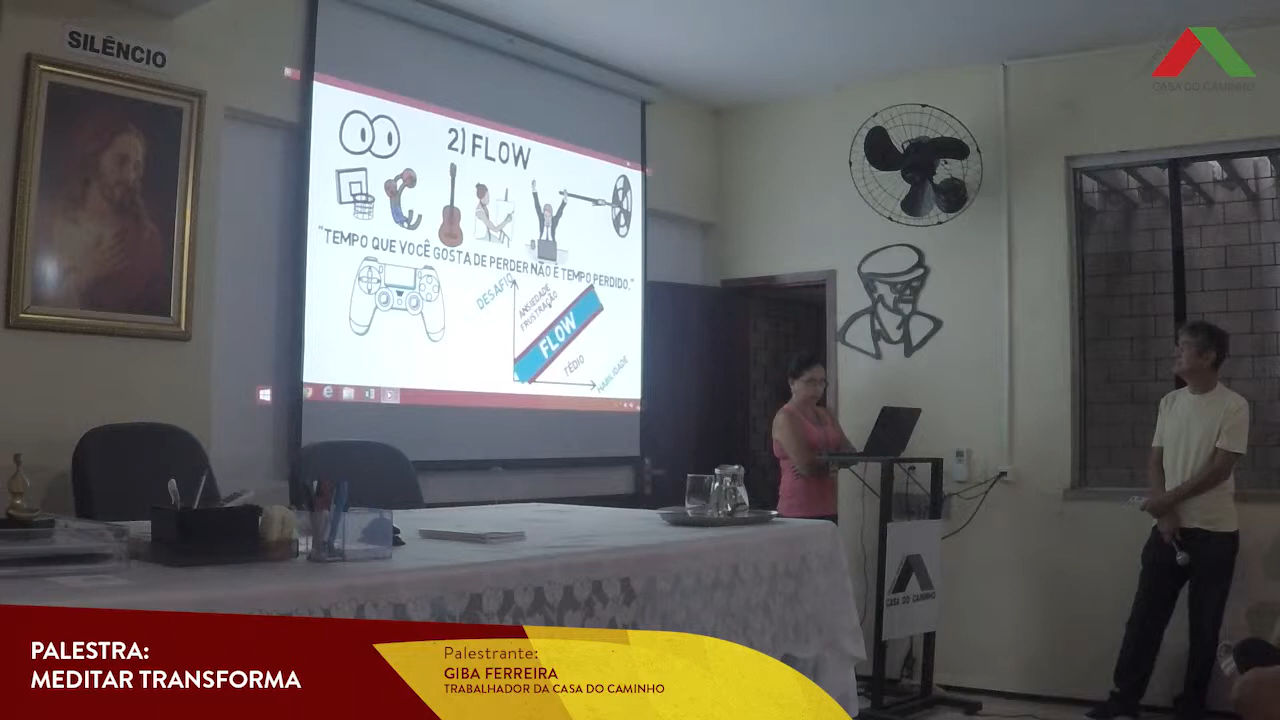 SILÊNCIO
CASA DO CAMINHO
2) FLOW
"TEMPO QUE VOCÊ GOSTA DE PERDER NÃO É TEMPO PERDIDO."
DESAFIO
ANSIEDADE
FRUSTRAÇÃO
FLOW
TÉDIO
HABILIDADE
CASA DO CAMINHO
PALESTRA:
MEDITAR TRANSFORMA
Palestrante:
GIBA FERREIRA
TRABALHADOR DA CASA DO CAMINHO